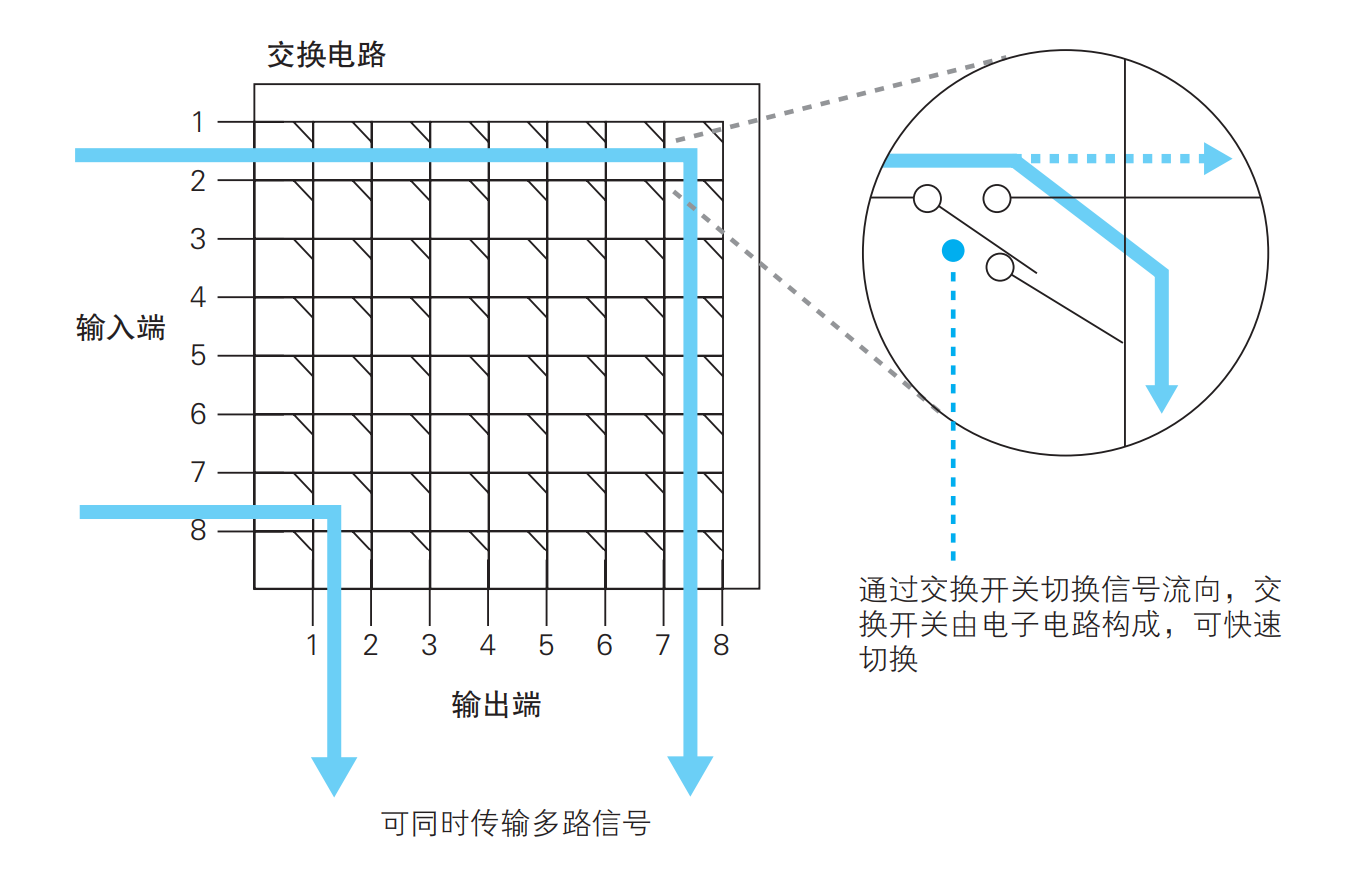 交换电路
1
2
3
4
输入端
5
6
7
8
1 2 3 4 5 6 7 8
输出端
可同时传输多路信号
通过交换开关切换信号流向，交
换开关由电子电路构成，可快速
切换